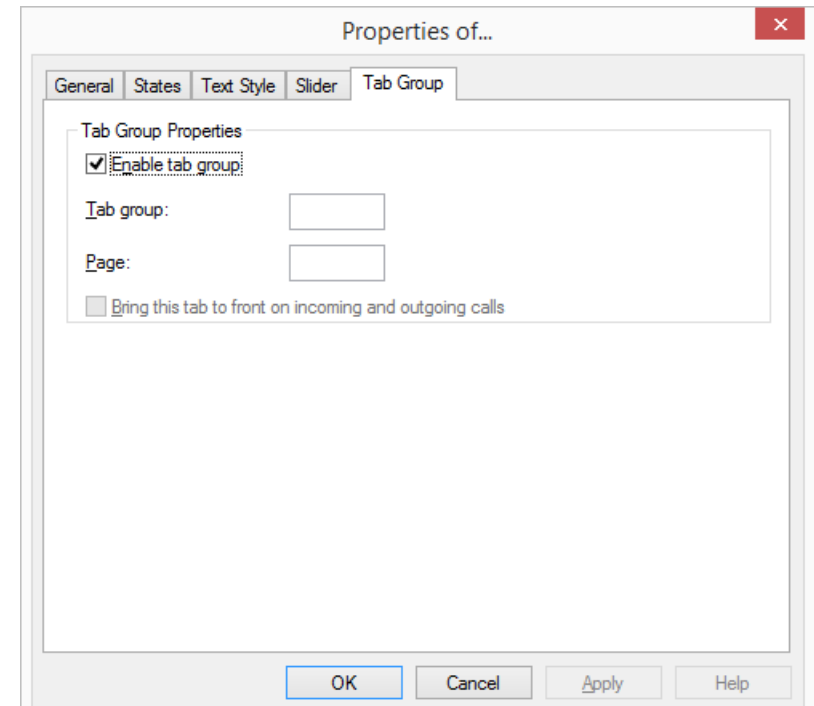 Properties of...
General States Text Style Slider Tab Group
Tab Group Properties
Enable tab group
Tab group:
Page:
Bring this tab to front on incoming and outgoing calls
OK Cancel Apply Help